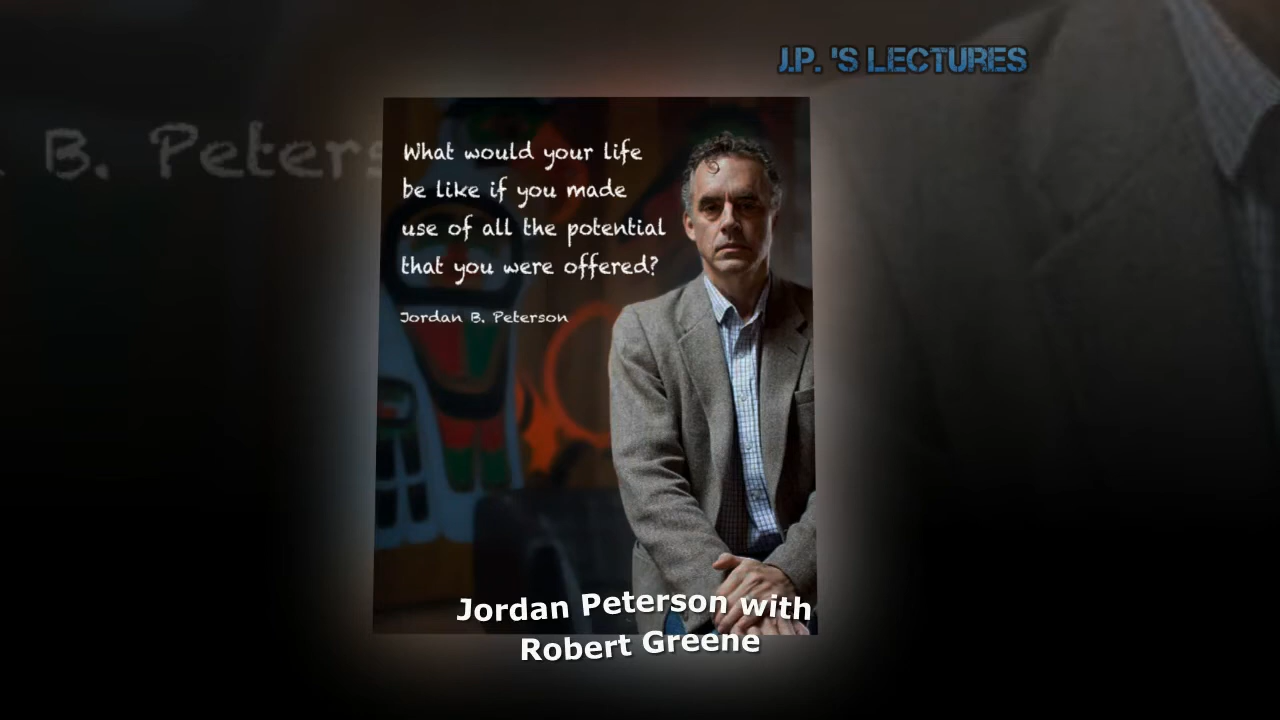 J.P. 'S LECTURES
B. Peters
What would your life
be like if you made
use of all the potential
that you were offered?
Jordan B. Peterson
Jordan Peterson with
Robert Greene